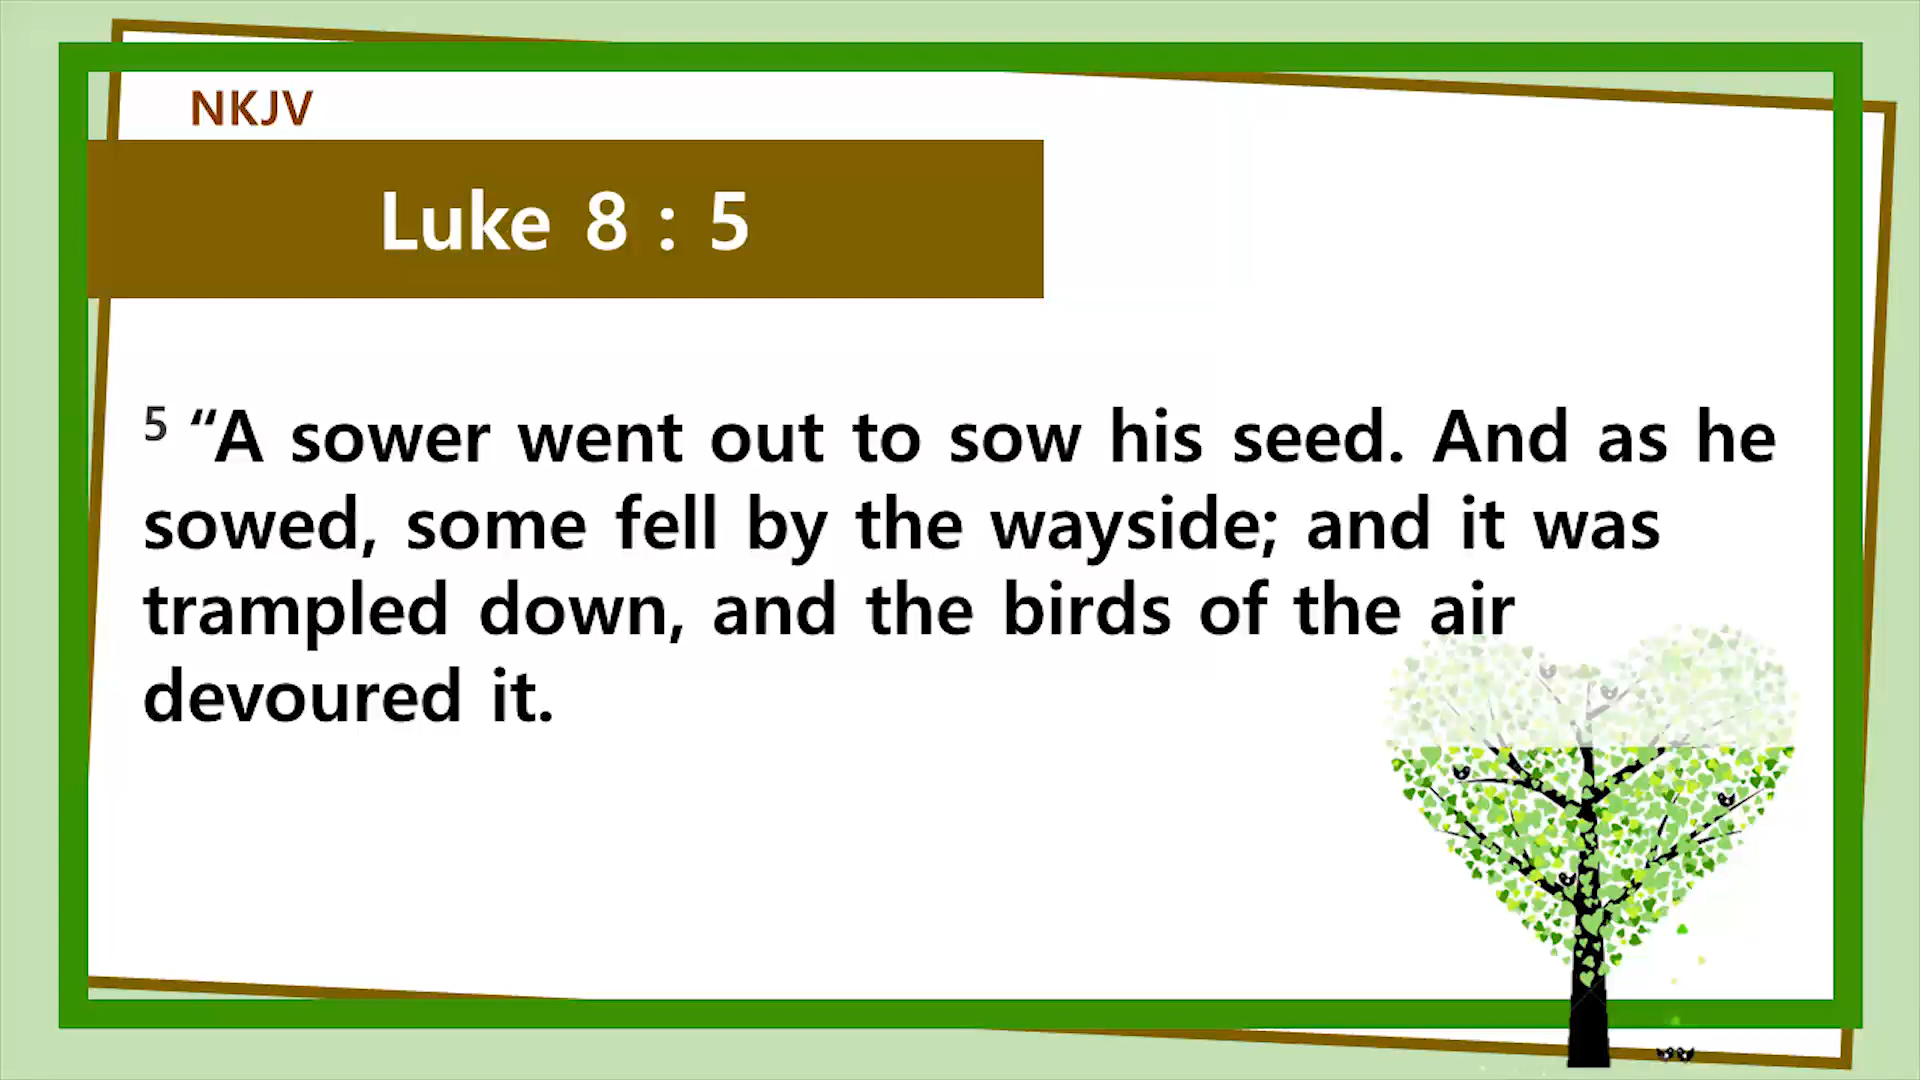 NKJV
Luke 8 : 5
5 “A sower went out to sow his seed. And as he
sowed, some fell by the wayside; and it was
trampled down, and the birds of the air
devoured it.